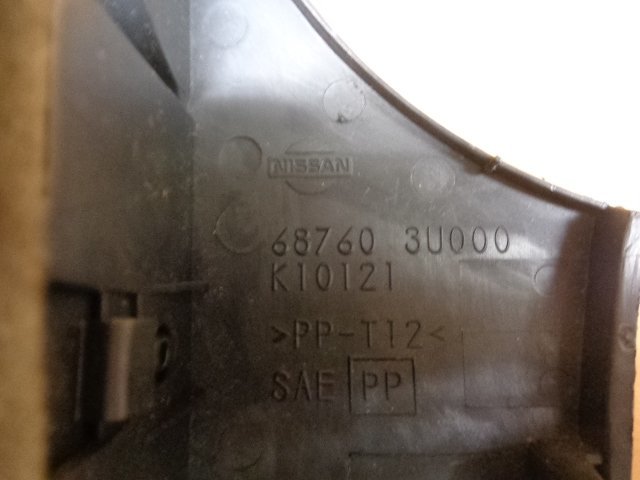 NISSAN
68760 3U000
K10121
>PP-T12<
SAE PP